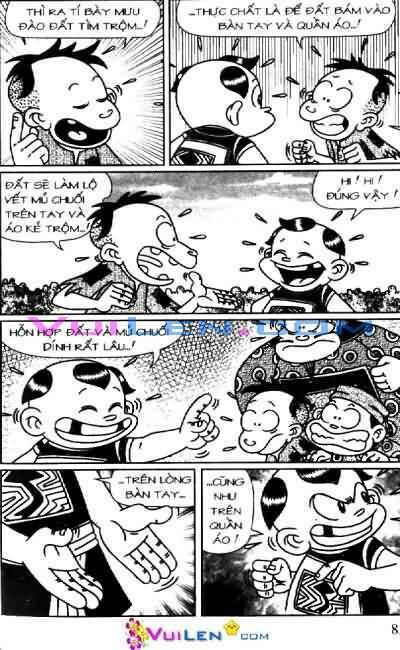 THÌ RA TÍ BÀY MƯU
ĐÀO ĐẤT TÌM TRỘM..!
..THỰC CHẤT LÀ ĐỂ ĐẤT BÁM VÀO
BÀN TAY VÀ QUẦN ÁO..!
ĐẤT SẼ LÀM LỘ
VẾT MỦ CHUỐI
TRÊN TAY VÀ
ÁO KẺ TRỘM...
HI! HI!
ĐÚNG VẬY!
HỖN HỢP ĐẤT VÀ MỦ CHUỐI
DÍNH RẤT LÂU..!
VUILEN.COM
..TRÊN LÒNG
BÀN TAY...
...CŨNG
NHƯ
TRÊN
QUẦN
ÁO!
8
VUILEN.COM